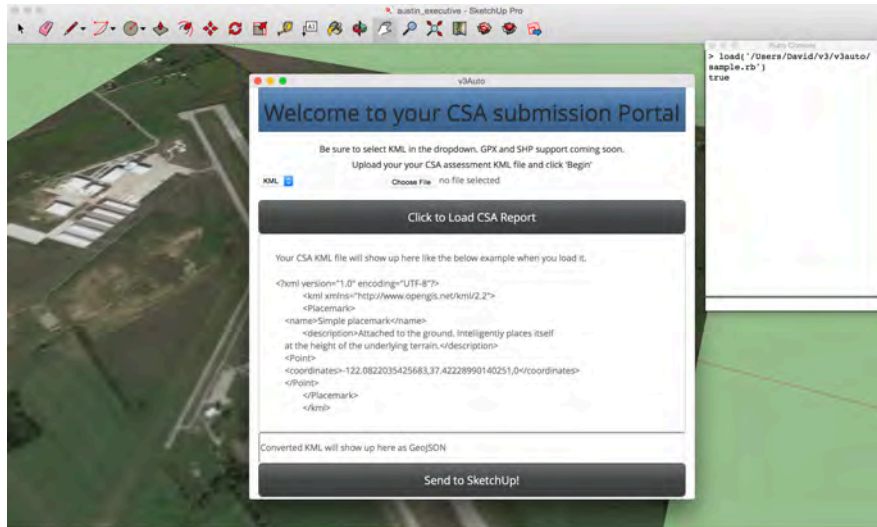 austin_executive - SketchUp Pro
Ruby Console
> load('/Users/David/v3/v3auto/
sample.rb')
true
v3Auto
Welcome to your CSA submission Portal
Be sure to select KML in the dropdown. GPX and SHP support coming soon.
Upload your your CSA assessment KML file and click 'Begin'
KML Choose File no file selected
Click to Load CSA Report
Your CSA KML file will show up here like the below example when you load it.
<?xml version="1.0" encoding="UTF-8"?>
<kml xmlns="http://www.opengis.net/kml/2.2">
<Placemark>
<name>Simple placemark</name>
<description>Attached to the ground. Intelligently places itself
at the height of the underlying terrain.</description>
<Point>
<coordinates>-122.0822035425683,37.42228990140251,0</coordinates>
</Point>
</Placemark>
</kml>
Converted KML will show up here as GeoJSON
Send to SketchUp!